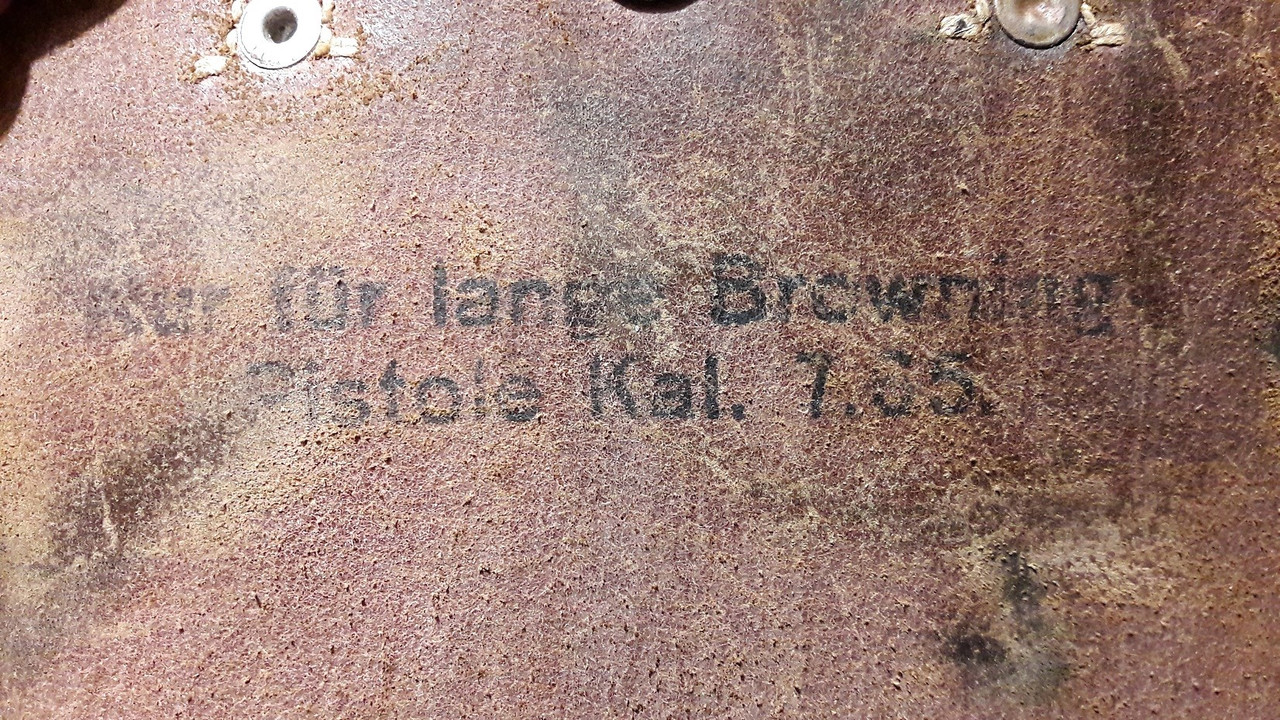 Nur für lange Browning
Pistole Kal. 7.65.